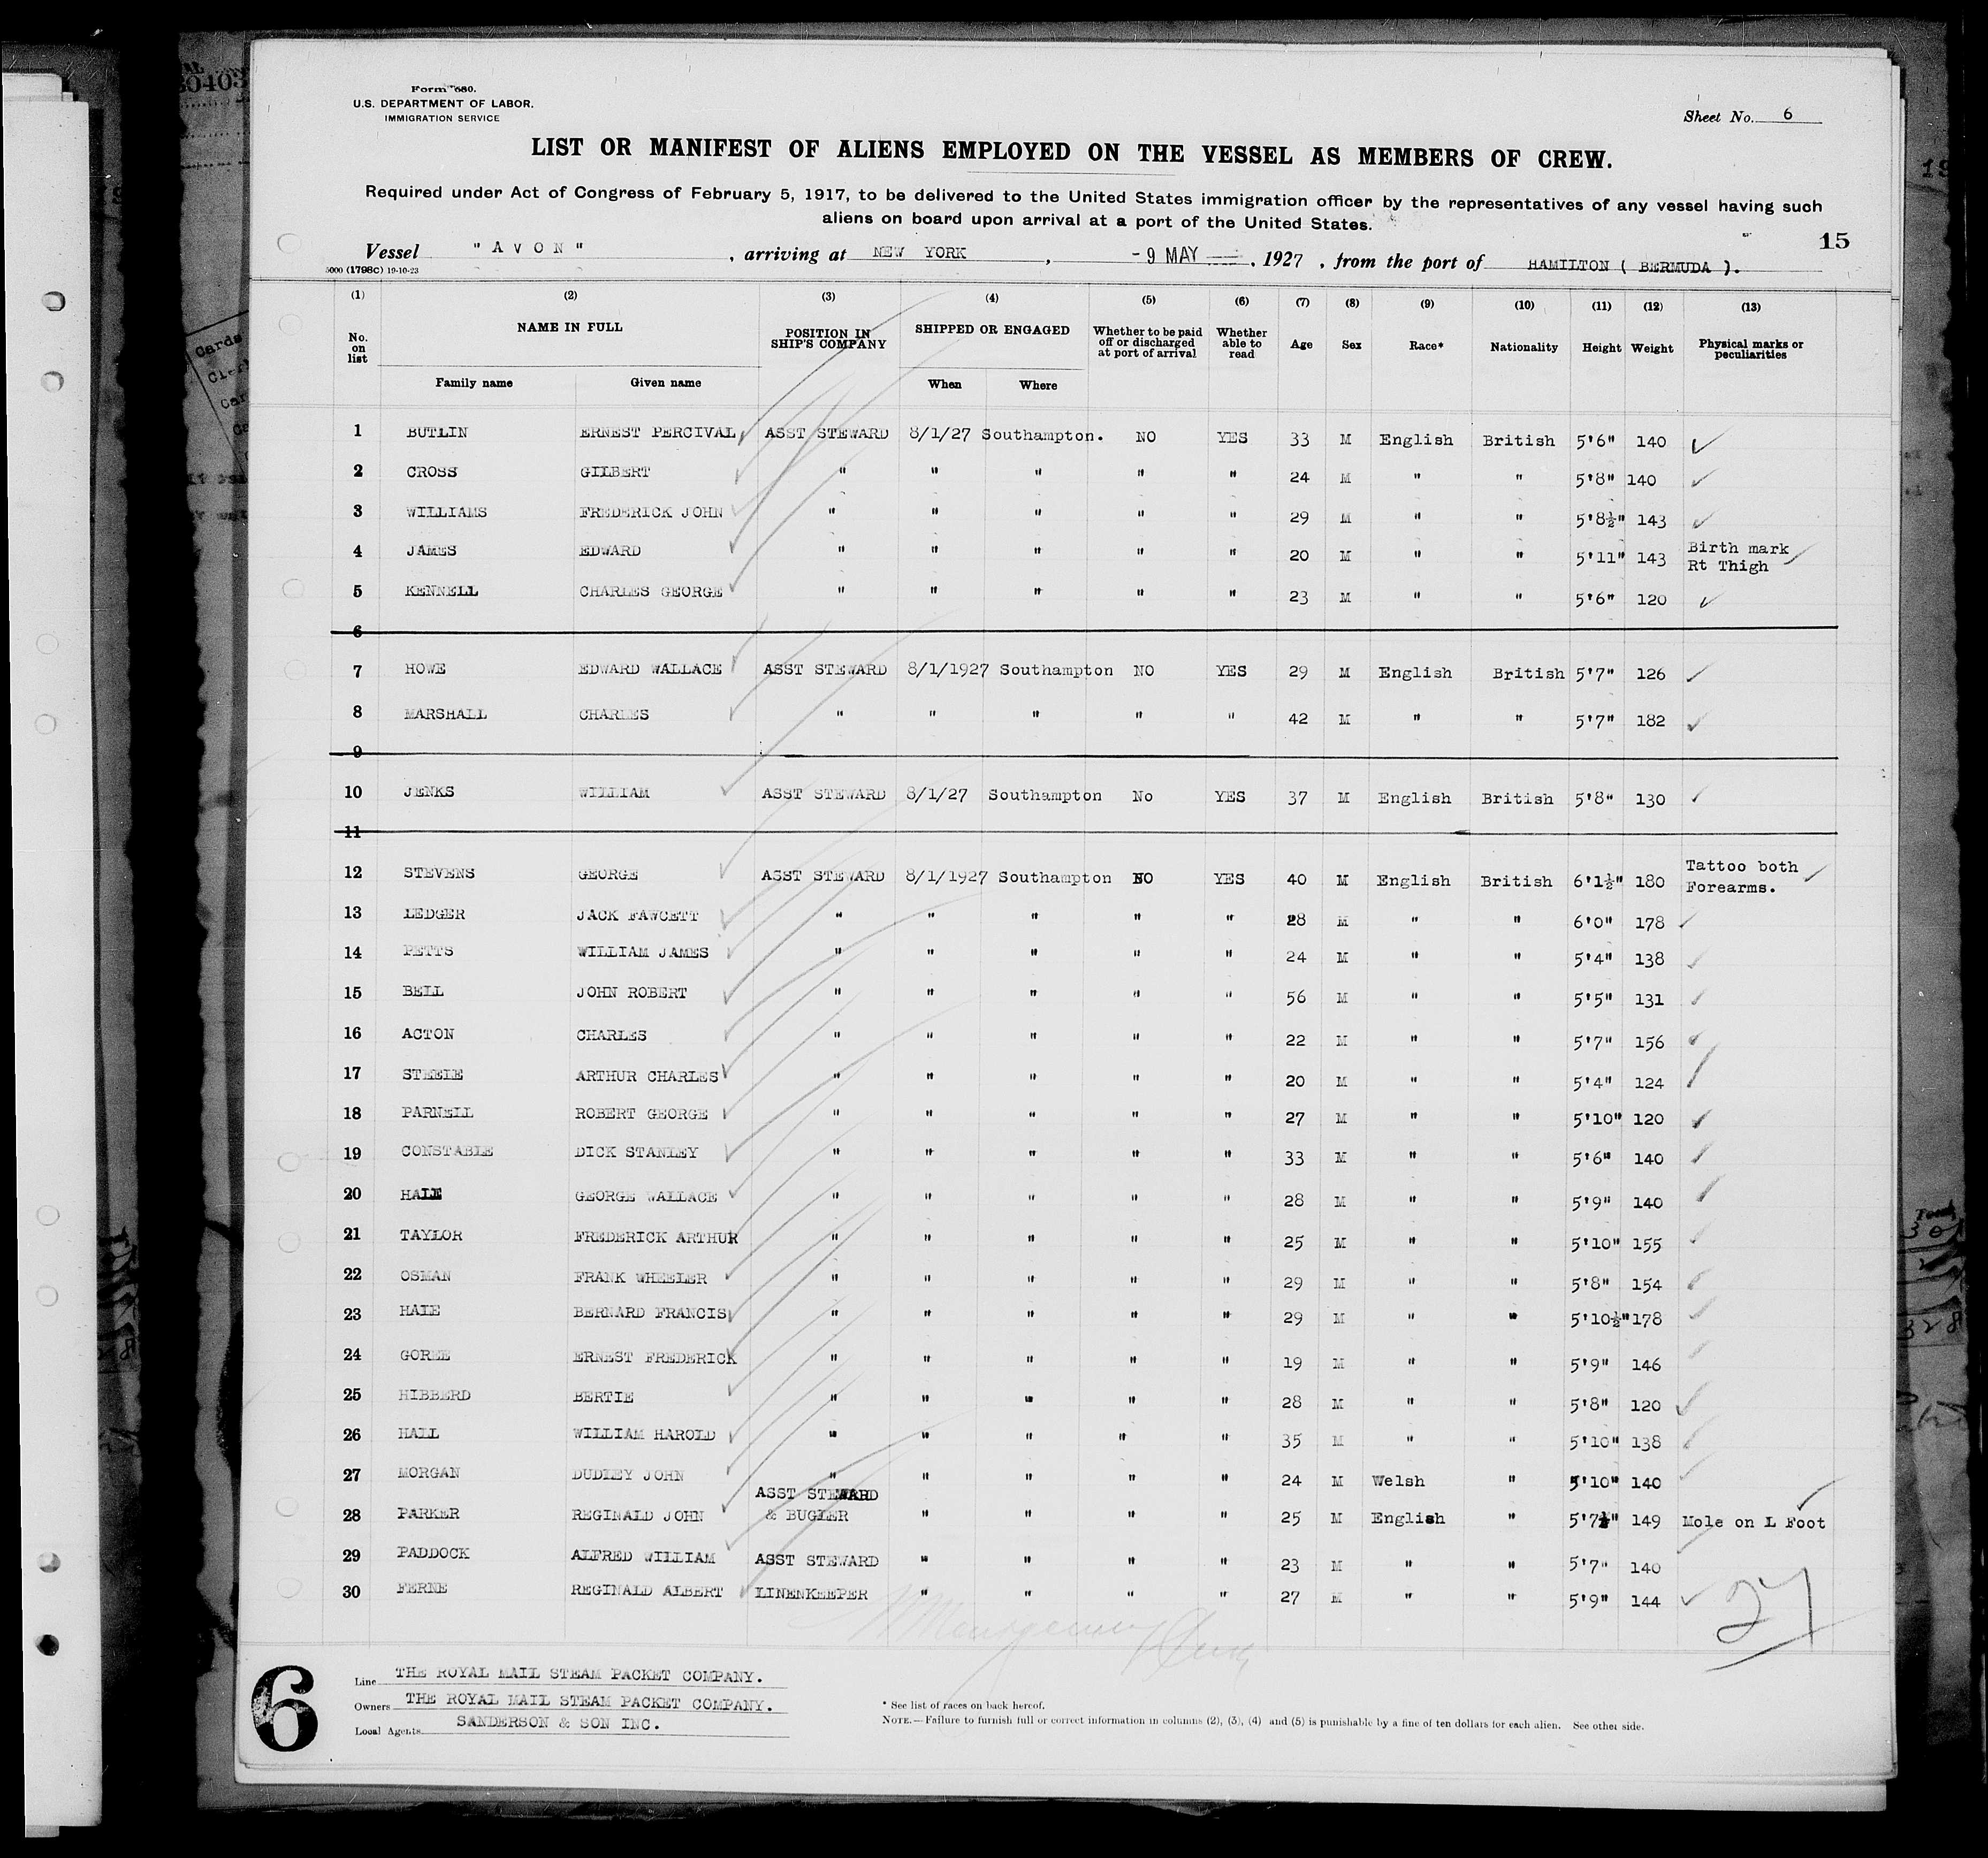 Form 680.
U.S. DEPARTMENT OF LABOR.
IMMIGRATION SERVICE
Sheet No. 6
LIST OR MANIFEST OF ALIENS EMPLOYED ON THE VESSEL AS MEMBERS OF CREW.
Required under Act of Congress of February 5, 1917, to be delivered to the United States immigration officer by the representatives of any vessel having such
aliens on board upon arrival at a port of the United States.
15
Vessel "AVON", arriving at NEW YORK, -9 MAY, 1927, from the port of HAMILTON ( BERMUDA ).
5000 (1798C) 19-10-23
(1) (2) (3) (4) (5) (6) (7) (8) (9) (10) (11) (12) (13)
No. on list NAME IN FULL POSITION IN SHIP'S COMPANY SHIPPED OR ENGAGED Whether to be paid off or discharged at port of arrival Whether able to read Age Sex Race* Nationality Height Weight Physical marks or peculiarities
Family name Given name When Where
1 BUTLIN ERNEST PERCIVAL ASST STEWARD 8/1/27 Southampton. NO YES 33 M English British 5'6" 140
2 CROSS GILBERT " " " " " 24 M " " 5'8" 140
3 WILLIAMS FREDERICK JOHN " " " " " 29 M " " 5'8½" 143
4 JAMES EDWARD " " " " " 20 M " " 5'11" 143 Birth mark Rt Thigh
5 KENNELL CHARLES GEORGE " " " " " 23 M " " 5'6" 120
6
7 HOWE EDWARD WALLACE ASST STEWARD 8/1/1927 Southampton NO YES 29 M English British 5'7" 126
8 MARSHALL CHARLES " " " " " 42 M " " 5'7" 182
9
10 JENKS WILLIAM ASST STEWARD 8/1/27 Southampton No YES 37 M English British 5'8" 130
11
12 STEVENS GEORGE ASST STEWARD 8/1/1927 Southampton NO YES 40 M English British 6'1½" 180 Tattoo both Forearms.
13 LEDGER JACK FAWCETT " " " " " 28 M " " 6'0" 178
14 PETTS WILLIAM JAMES " " " " " 24 M " " 5'4" 138
15 BELL JOHN ROBERT " " " " " 56 M " " 5'5" 131
16 ACTON CHARLES " " " " " 22 M " " 5'7" 156
17 STEELE ARTHUR CHARLES " " " " " 20 M " " 5'4" 124
18 PARNELL ROBERT GEORGE " " " " " 27 M " " 5'10" 120
19 CONSTABLE DICK STANLEY " " " " " 33 M " " 5'6" 140
20 HALE GEORGE WALLACE " " " " " 28 M " " 5'9" 140
21 TAYLOR FREDERICK ARTHUR " " " " " 25 M " " 5'10" 155
22 OSMAN FRANK WHEELER " " " " " 29 M " " 5'8" 154
23 HALE BERNARD FRANCIS " " " " " 29 M " " 5'10½" 178
24 GOREE ERNEST FREDERICK " " " " " 19 M " " 5'9" 146
25 HIBBERD BERTIE " " " " " 28 M " " 5'8" 120
26 HALL WILLIAM HAROLD " " " " " 35 M " " 5'10" 138
27 MORGAN DUDLEY JOHN " " " " " 24 M Welsh " 5'10" 140
28 PARKER REGINALD JOHN ASST STEWARD & BUGLER " " " " 25 M English " 5'7½" 149 Mole on L Foot
29 PADDOCK ALFRED WILLIAM ASST STEWARD " " " " 23 M " " 5'7" 140
30 FERNE REGINALD ALBERT LINENKEEPER " " " " 27 M " " 5'9" 144
27
6
Line THE ROYAL MAIL STEAM PACKET COMPANY.
Owners THE ROYAL MAIL STEAM PACKET COMPANY.
Local Agents SANDERSON & SON INC.
* See list of races on back hereof.
NOTE.—Failure to furnish full or correct information in columns (2), (3), (4) and (5) is punishable by a fine of ten dollars for each alien. See other side.